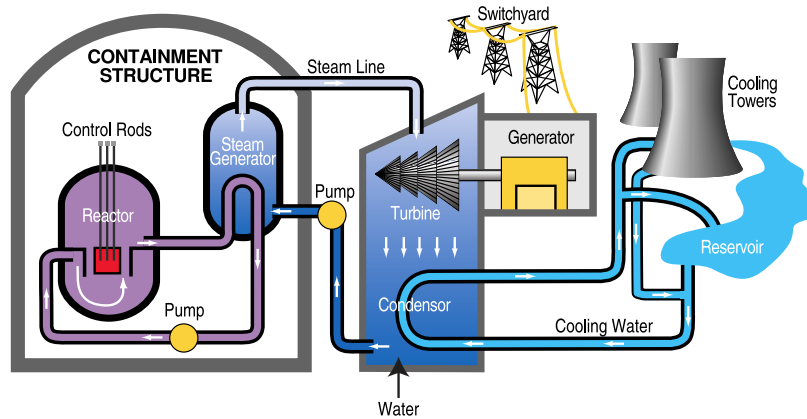 Switchyard
CONTAINMENT
STRUCTURE
Steam Line
Cooling
Towers
Control Rods
Steam
Generator
Generator
Pump
Reactor
Turbine
Reservoir
Condensor
Pump
Cooling Water
Water